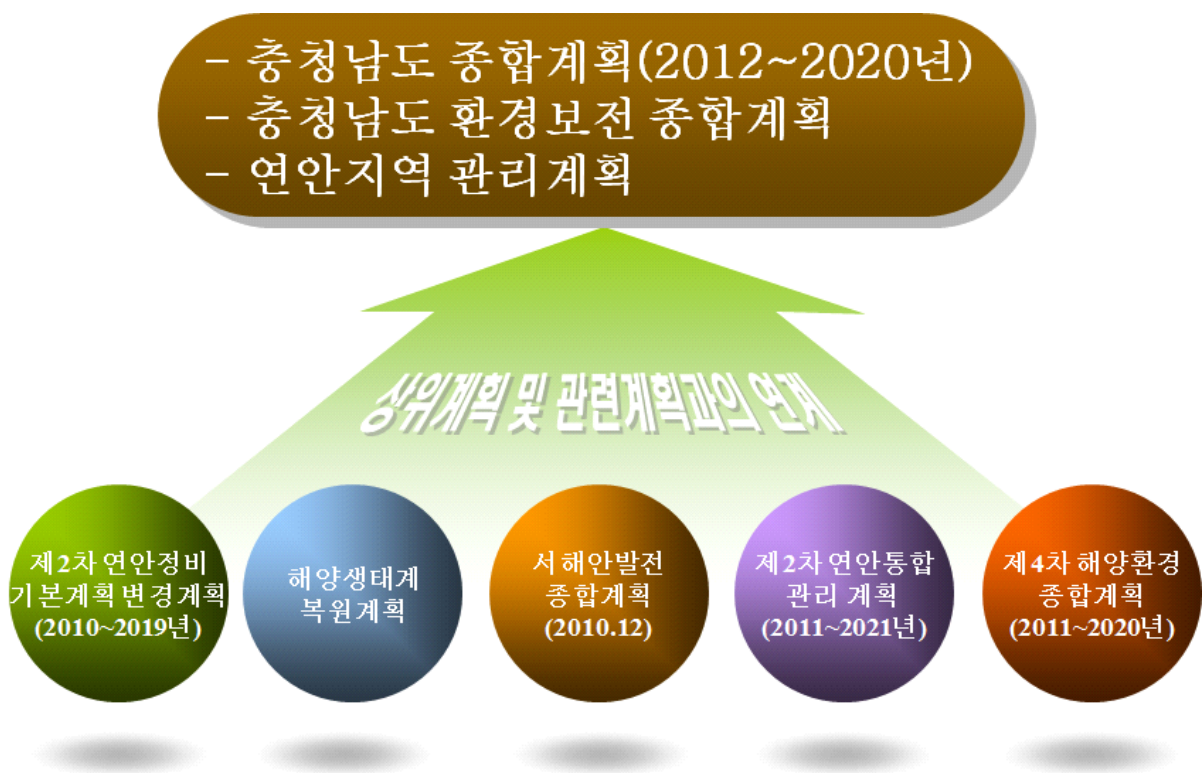 - 충청남도 종합계획(2012~2020년)
- 충청남도 환경보전 종합계획
- 연안지역 관리계획
상위계획 및 관련계획과의 연계
제2차 연안정비
기본계획 변경계획
(2010~2019년)
해양생태계
복원계획
서해안발전
종합계획
(2010.12)
제2차 연안통합
관리 계획
(2011~2021년)
제4차 해양환경
종합계획
(2011~2020년)